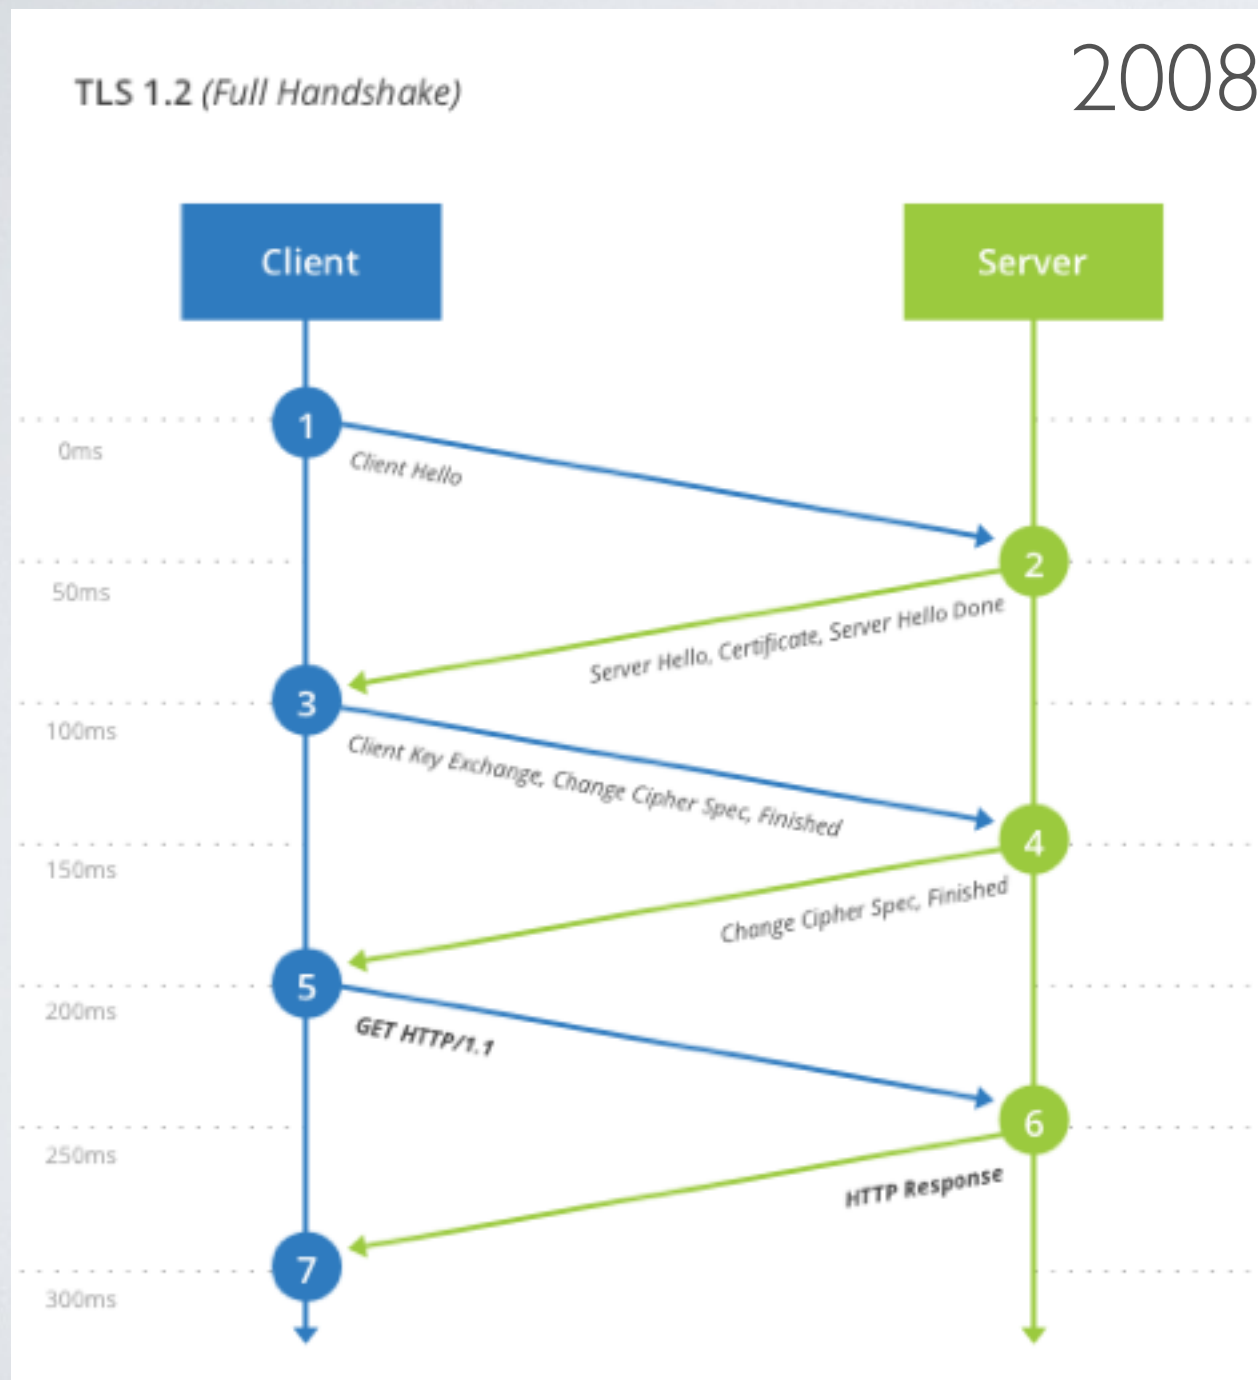 TLS 1.2 (Full Handshake)
2008
Client
Server
1
Client Hello
0ms
2
50ms
Server Hello, Certificate, Server Hello Done
3
100ms
Client Key Exchange, Change Cipher Spec, Finished
4
150ms
Change Cipher Spec, Finished
5
200ms
GET HTTP/1.1
6
250ms
HTTP Response
7
300ms